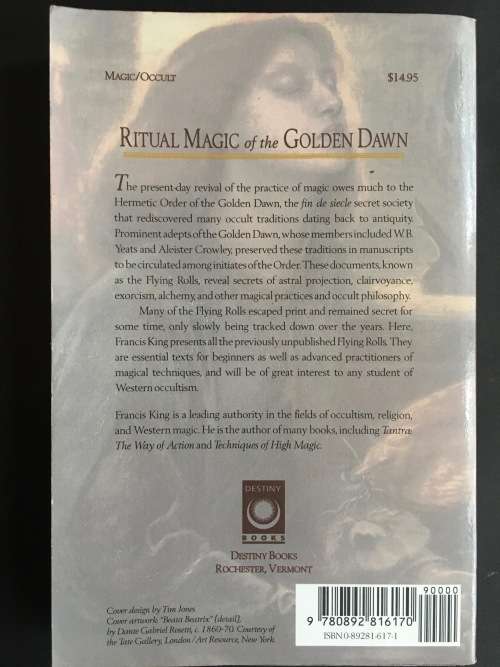 MAGIC/OCCULT $14.95
RITUAL MAGIC of the GOLDEN DAWN
The present-day revival of the practice of magic owes much to the
Hermetic Order of the Golden Dawn, the fin de siecle secret society
that rediscovered many occult traditions dating back to antiquity.
Prominent adepts of the Golden Dawn, whose members included W.B.
Yeats and Aleister Crowley, preserved these traditions in manuscripts
to be circulated among initiates of the Order. These documents, known
as the Flying Rolls, reveal secrets of astral projection, clairvoyance,
exorcism, alchemy, and other magical practices and occult philosophy.
Many of the Flying Rolls escaped print and remained secret for
some time, only slowly being tracked down over the years. Here,
Francis King presents all the previously unpublished Flying Rolls. They
are essential texts for beginners as well as advanced practitioners of
magical techniques, and will be of great interest to any student of
Western occultism.
Francis King is a leading authority in the fields of occultism, religion,
and Western magic. He is the author of many books, including Tantra:
The Way of Action and Techniques of High Magic.
DESTINY
BOOKS
DESTINY BOOKS
ROCHESTER, VERMONT
Cover design by Tim Jones
Cover artwork "Beata Beatrix" [detail],
by Dante Gabriel Rosetti, c. 1860-70. Courtesy of
the Tate Gallery, London/Art Resource, New York
90000
9 780892 816170
ISBN 0-89281-617-1